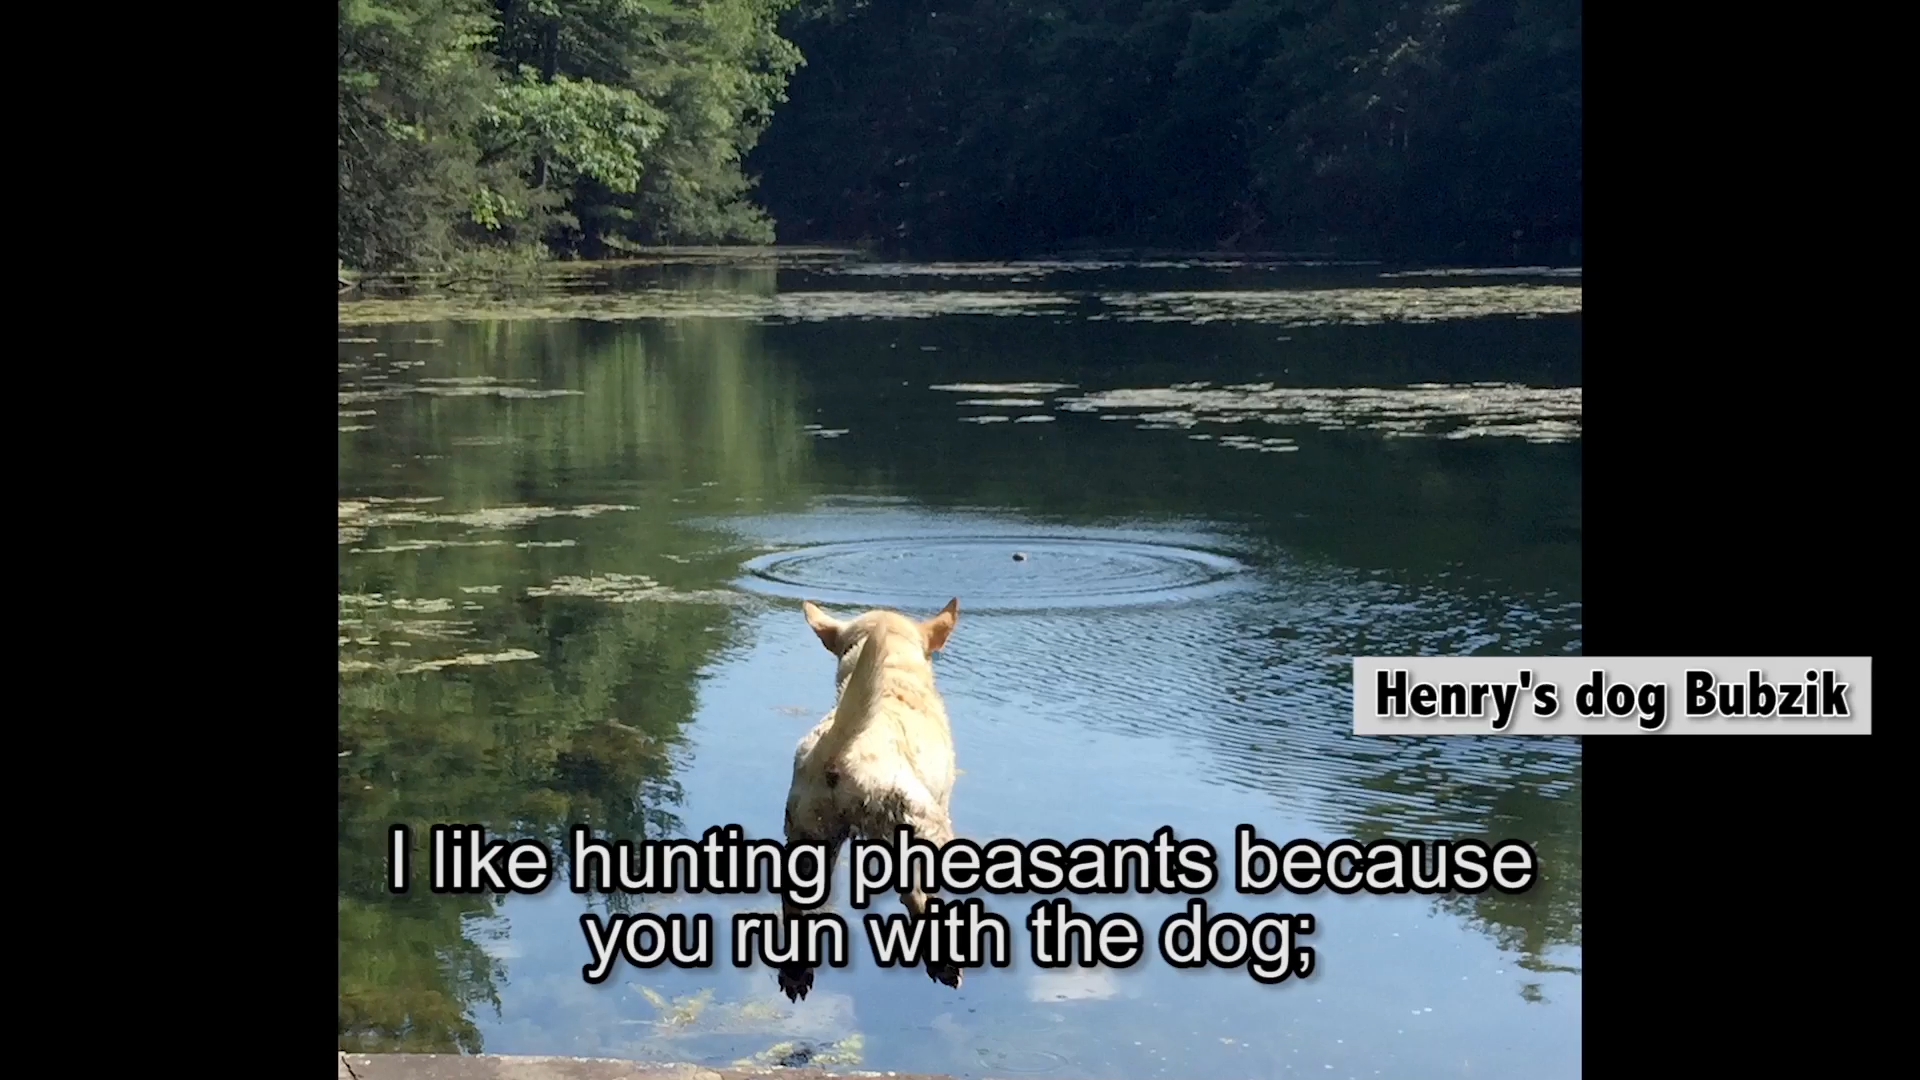 Henry's dog Bubzik
I like hunting pheasants because
you run with the dog;